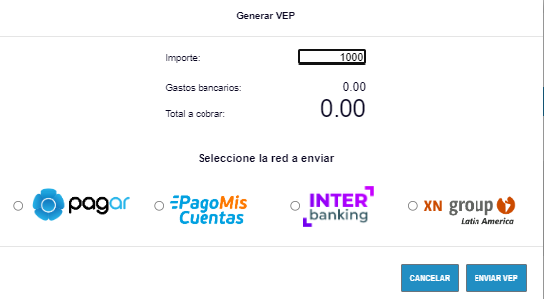 Generar VEP
Importe: 1000
Gastos bancarios: 0.00
Total a cobrar: 0.00
Seleccione la red a enviar
pagar
PagoMis
Cuentas
INTER
banking
XN group
Latin America
CANCELAR ENVIAR VEP